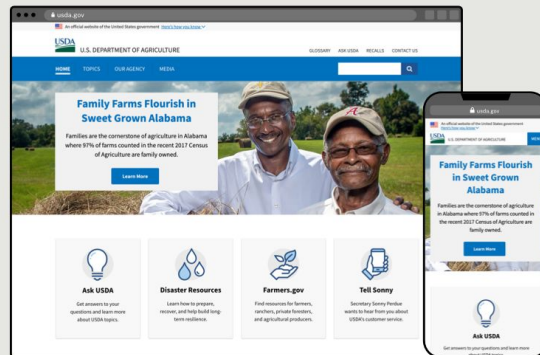 usda.gov
An official website of the United States government Here's how you know
USDA
U.S. DEPARTMENT OF AGRICULTURE
GLOSSARY ASK USDA RECALLS CONTACT US
HOME TOPICS OUR AGENCY MEDIA
Family Farms Flourish in
Sweet Grown Alabama
Families are the cornerstone of agriculture in Alabama
where 97% of farms counted in the recent 2017 Census
of Agriculture are family owned.
Learn More
A
Ask USDA
Get answers to your
questions and learn more
about USDA topics.
Disaster Resources
Learn how to prepare,
recover, and help build long-
term resilience.
Farmers.gov
Find resources for farmers,
ranchers, private foresters,
and agricultural producers.
Tell Sonny
Secretary Sonny Perdue
wants to hear from you about
USDA's customer service.
usda.gov
An official website of the United States government
Here's how you know
USDA
U.S. DEPARTMENT OF AGRICULTURE
Family Farms Flourish
in Sweet Grown
Alabama
Families are the cornerstone of agriculture
in Alabama where 97% of farms counted in
the recent 2017 Census of Agriculture are
family owned.
Learn More
Ask USDA
Get answers to your questions and learn more
about USDA topics.